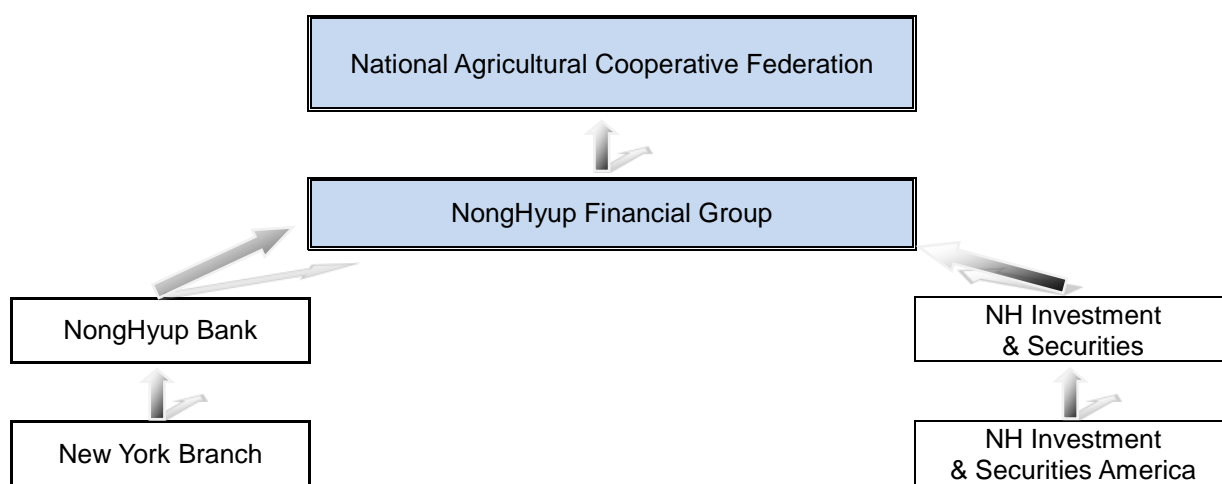 National Agricultural Cooperative Federation
NongHyup Financial Group
NongHyup Bank
NH Investment
& Securities
New York Branch
NH Investment
& Securities America